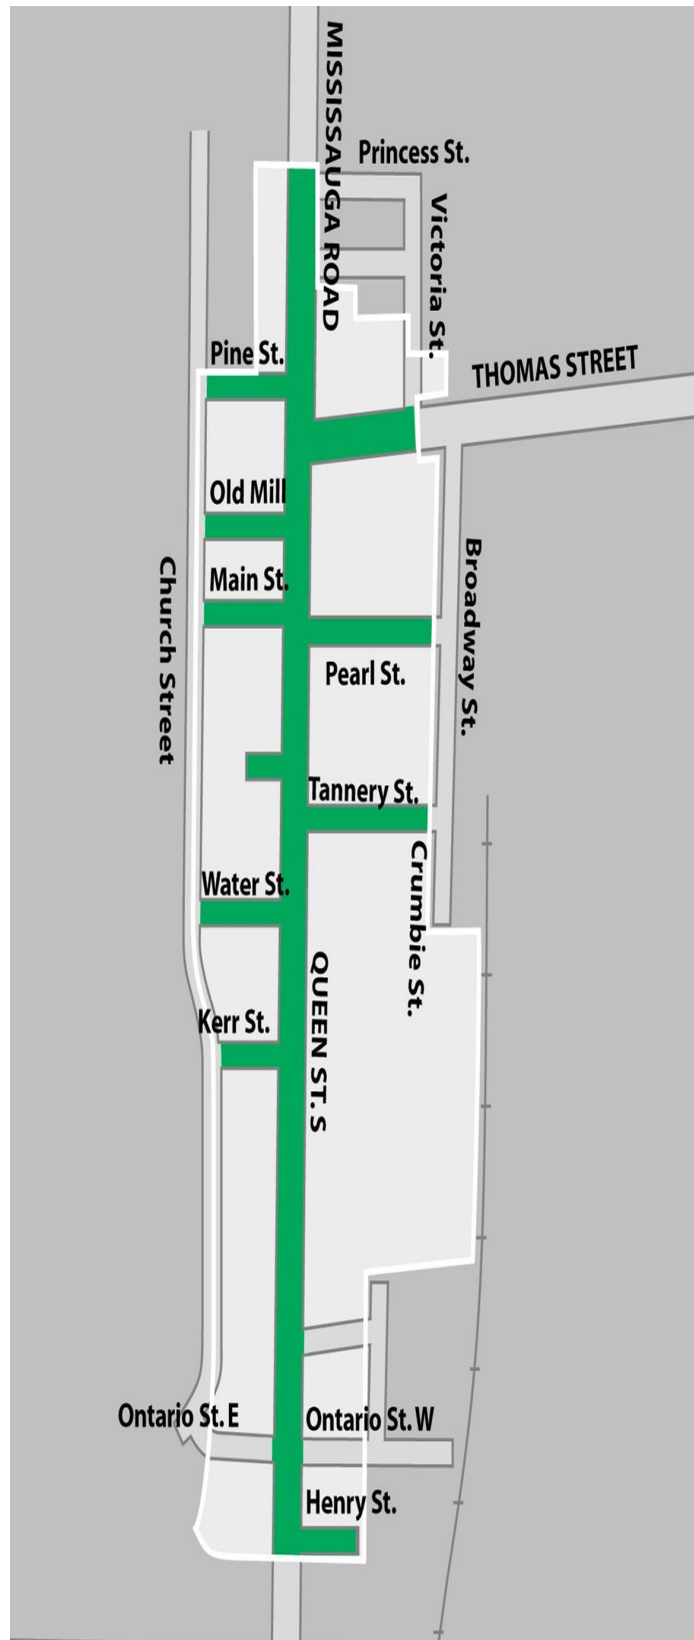 MISSISSAUGA ROAD
Princess St.
Victoria St.
Pine St.
THOMAS STREET
Old Mill
Main St.
Church Street
Broadway St.
Pearl St.
Tannery St.
Crumbie St.
Water St.
QUEEN ST. S
Kerr St.
Ontario St. E
Ontario St. W
Henry St.